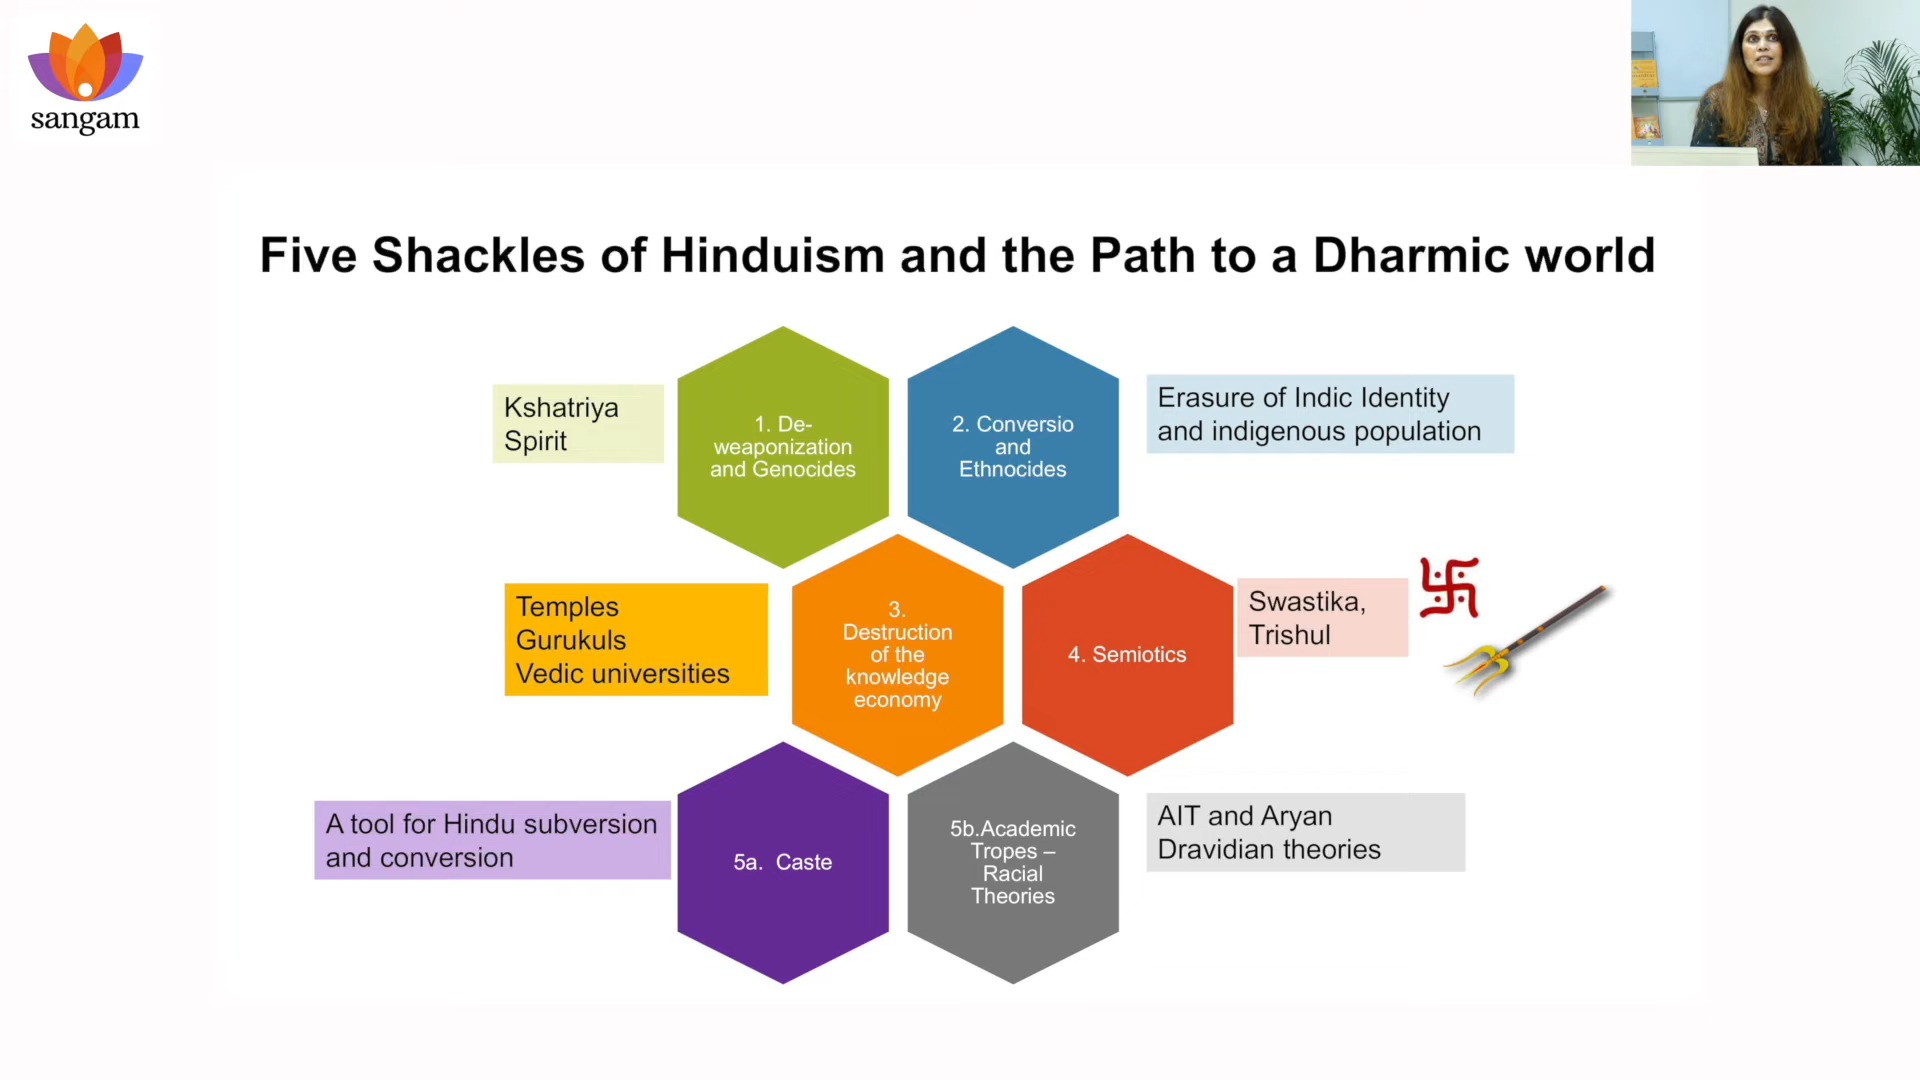 sangam
Five Shackles of Hinduism and the Path to a Dharmic world
Kshatriya
Spirit
1. De-
weaponization
and Genocides
2. Conversio
and
Ethnocides
Erasure of Indic Identity
and indigenous population
Temples
Gurukuls
Vedic universities
3.
Destruction
of the
knowledge
economy
4. Semiotics
Swastika,
Trishul
A tool for Hindu subversion
and conversion
5a. Caste
5b.Academic
Tropes –
Racial
Theories
AIT and Aryan
Dravidian theories